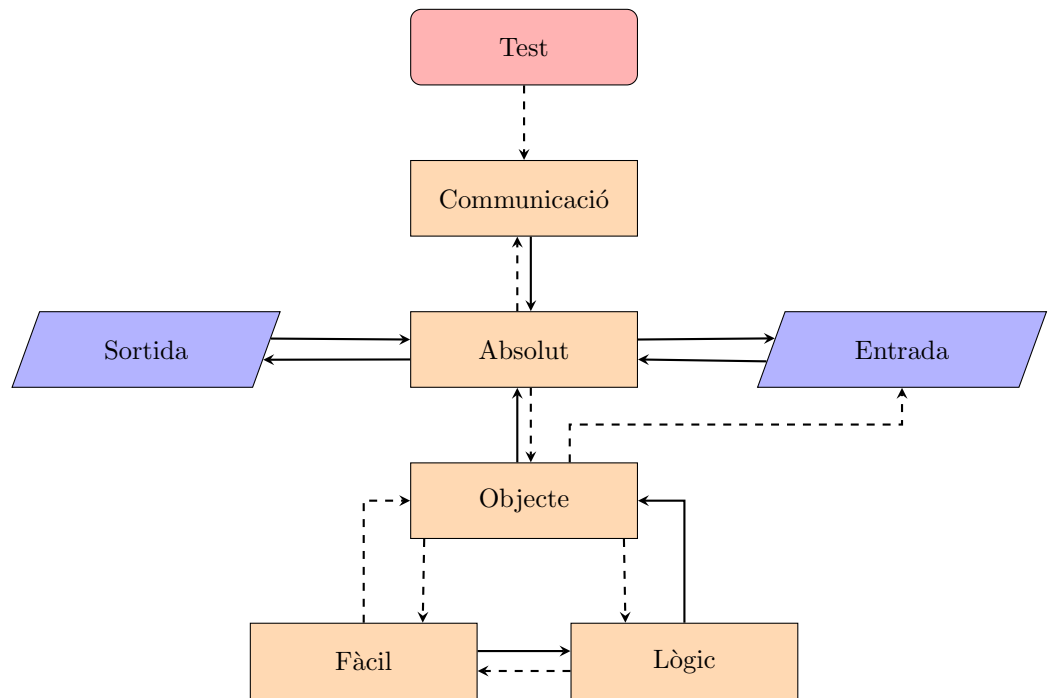 Test
Communicació
Sortida
Absolut
Entrada
Objecte
Fàcil
Lògic